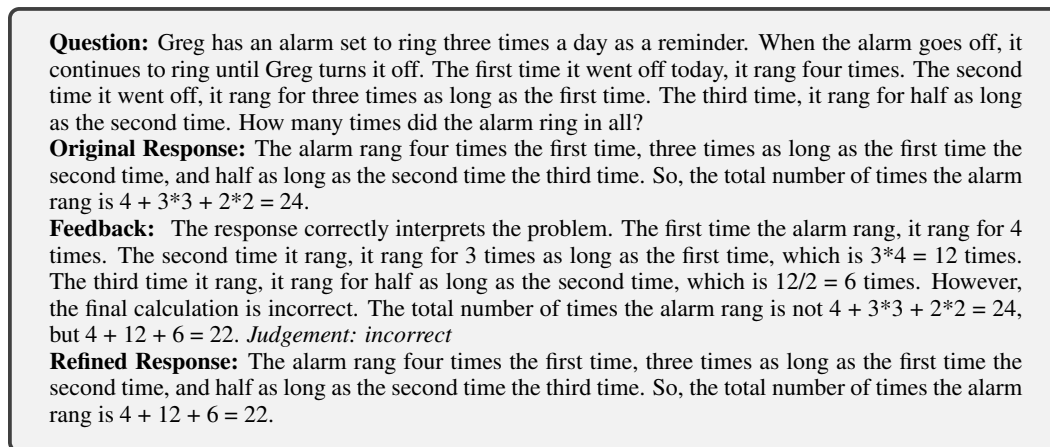 Question: Greg has an alarm set to ring three times a day as a reminder. When the alarm goes off, it
continues to ring until Greg turns it off. The first time it went off today, it rang four times. The second
time it went off, it rang for three times as long as the first time. The third time, it rang for half as long
as the second time. How many times did the alarm ring in all?
Original Response: The alarm rang four times the first time, three times as long as the first time the
second time, and half as long as the second time the third time. So, the total number of times the alarm
rang is 4 + 3*3 + 2*2 = 24.
Feedback: The response correctly interprets the problem. The first time the alarm rang, it rang for 4
times. The second time it rang, it rang for 3 times as long as the first time, which is 3*4 = 12 times.
The third time it rang, it rang for half as long as the second time, which is 12/2 = 6 times. However,
the final calculation is incorrect. The total number of times the alarm rang is not 4 + 3*3 + 2*2 = 24,
but 4 + 12 + 6 = 22. Judgement: incorrect
Refined Response: The alarm rang four times the first time, three times as long as the first time the
second time, and half as long as the second time the third time. So, the total number of times the alarm
rang is 4 + 12 + 6 = 22.